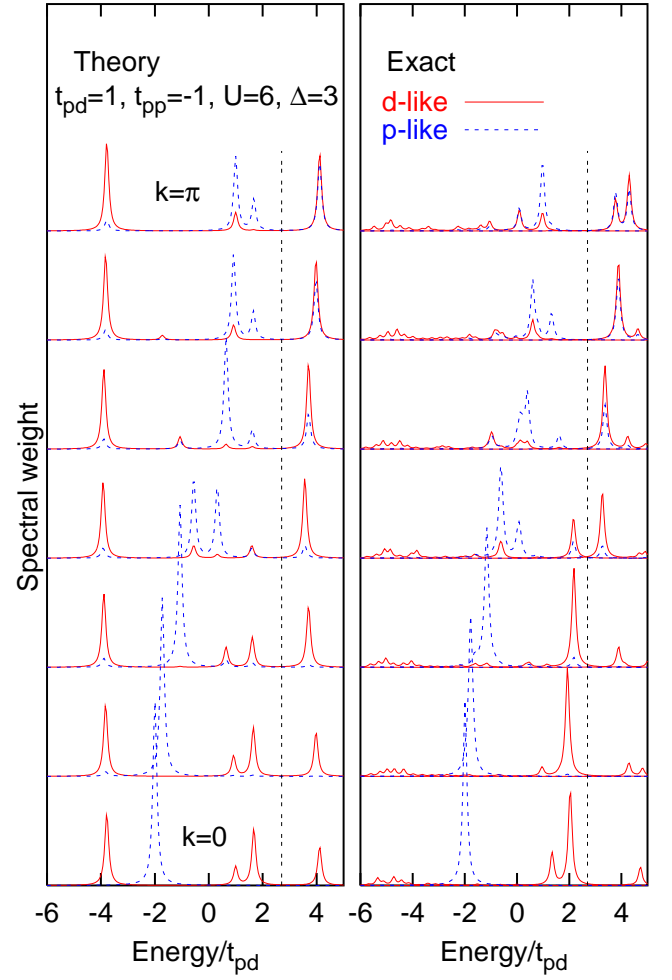 Theory
t_pd=1, t_pp=-1, U=6, Δ=3
k=π
k=0
Exact
d-like
p-like
Spectral weight
-6 -4 -2 0 2 4
-6 -4 -2 0 2 4
Energy/t_pd
Energy/t_pd